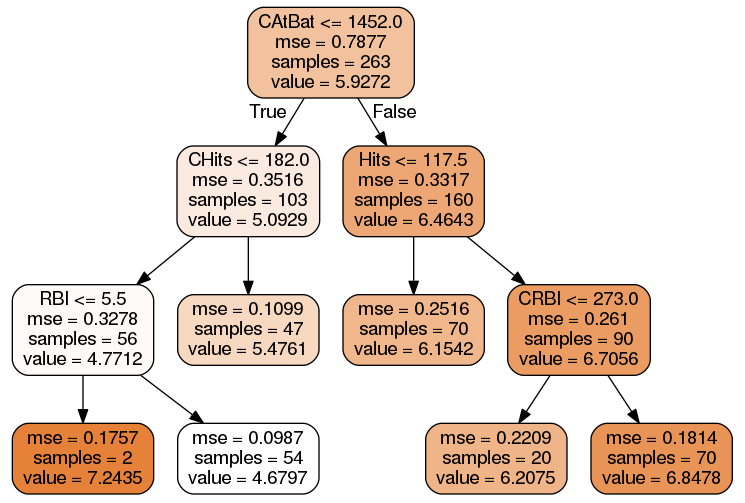 CAtBat <= 1452.0
mse = 0.7877
samples = 263
value = 5.9272
True
False
CHits <= 182.0
mse = 0.3516
samples = 103
value = 5.0929
Hits <= 117.5
mse = 0.3317
samples = 160
value = 6.4643
RBI <= 5.5
mse = 0.3278
samples = 56
value = 4.7712
mse = 0.1099
samples = 47
value = 5.4761
mse = 0.2516
samples = 70
value = 6.1542
CRBI <= 273.0
mse = 0.261
samples = 90
value = 6.7056
mse = 0.1757
samples = 2
value = 7.2435
mse = 0.0987
samples = 54
value = 4.6797
mse = 0.2209
samples = 20
value = 6.2075
mse = 0.1814
samples = 70
value = 6.8478